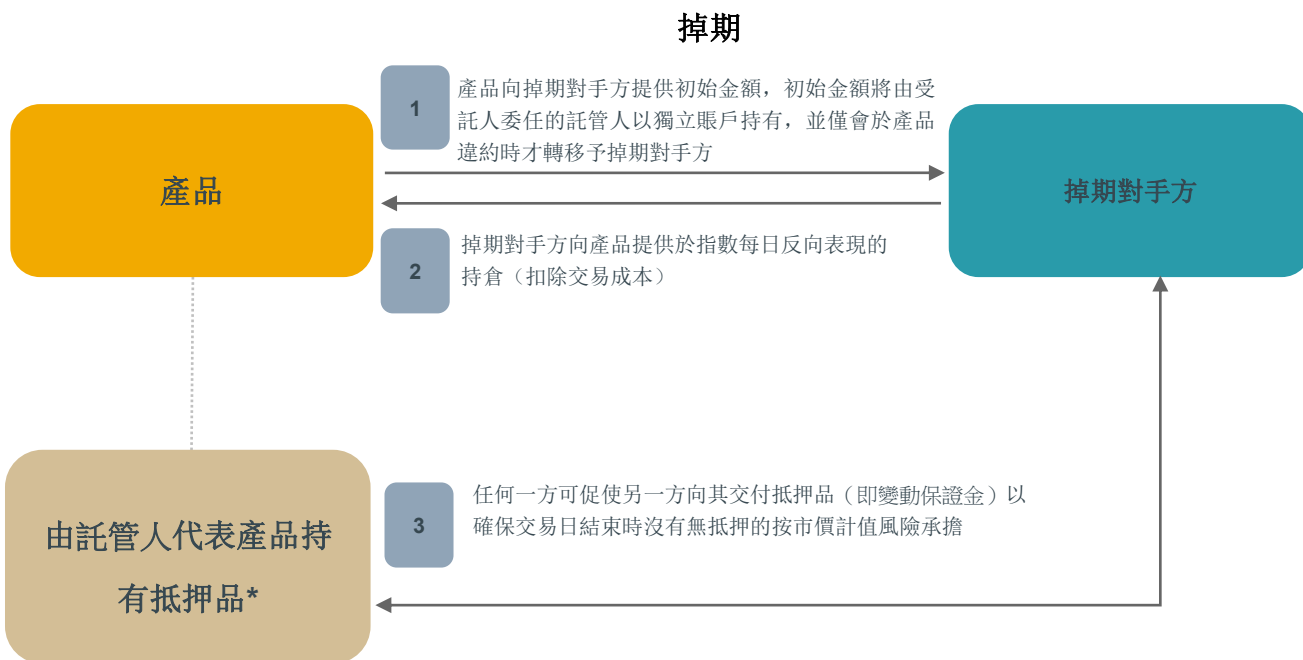 掉期
1
產品向掉期對手方提供初始金額，初始金額將由受
託人委任的託管人以獨立賬戶持有，並僅會於產品
違約時才轉移予掉期對手方
產品
掉期對手方
2
掉期對手方向產品提供於指數每日反向表現的
持倉（扣除交易成本）
3
任何一方可促使另一方向其交付抵押品（即變動保證金）以
確保交易日結束時沒有無抵押的按市價計值風險承擔
由託管人代表產品持
有抵押品*